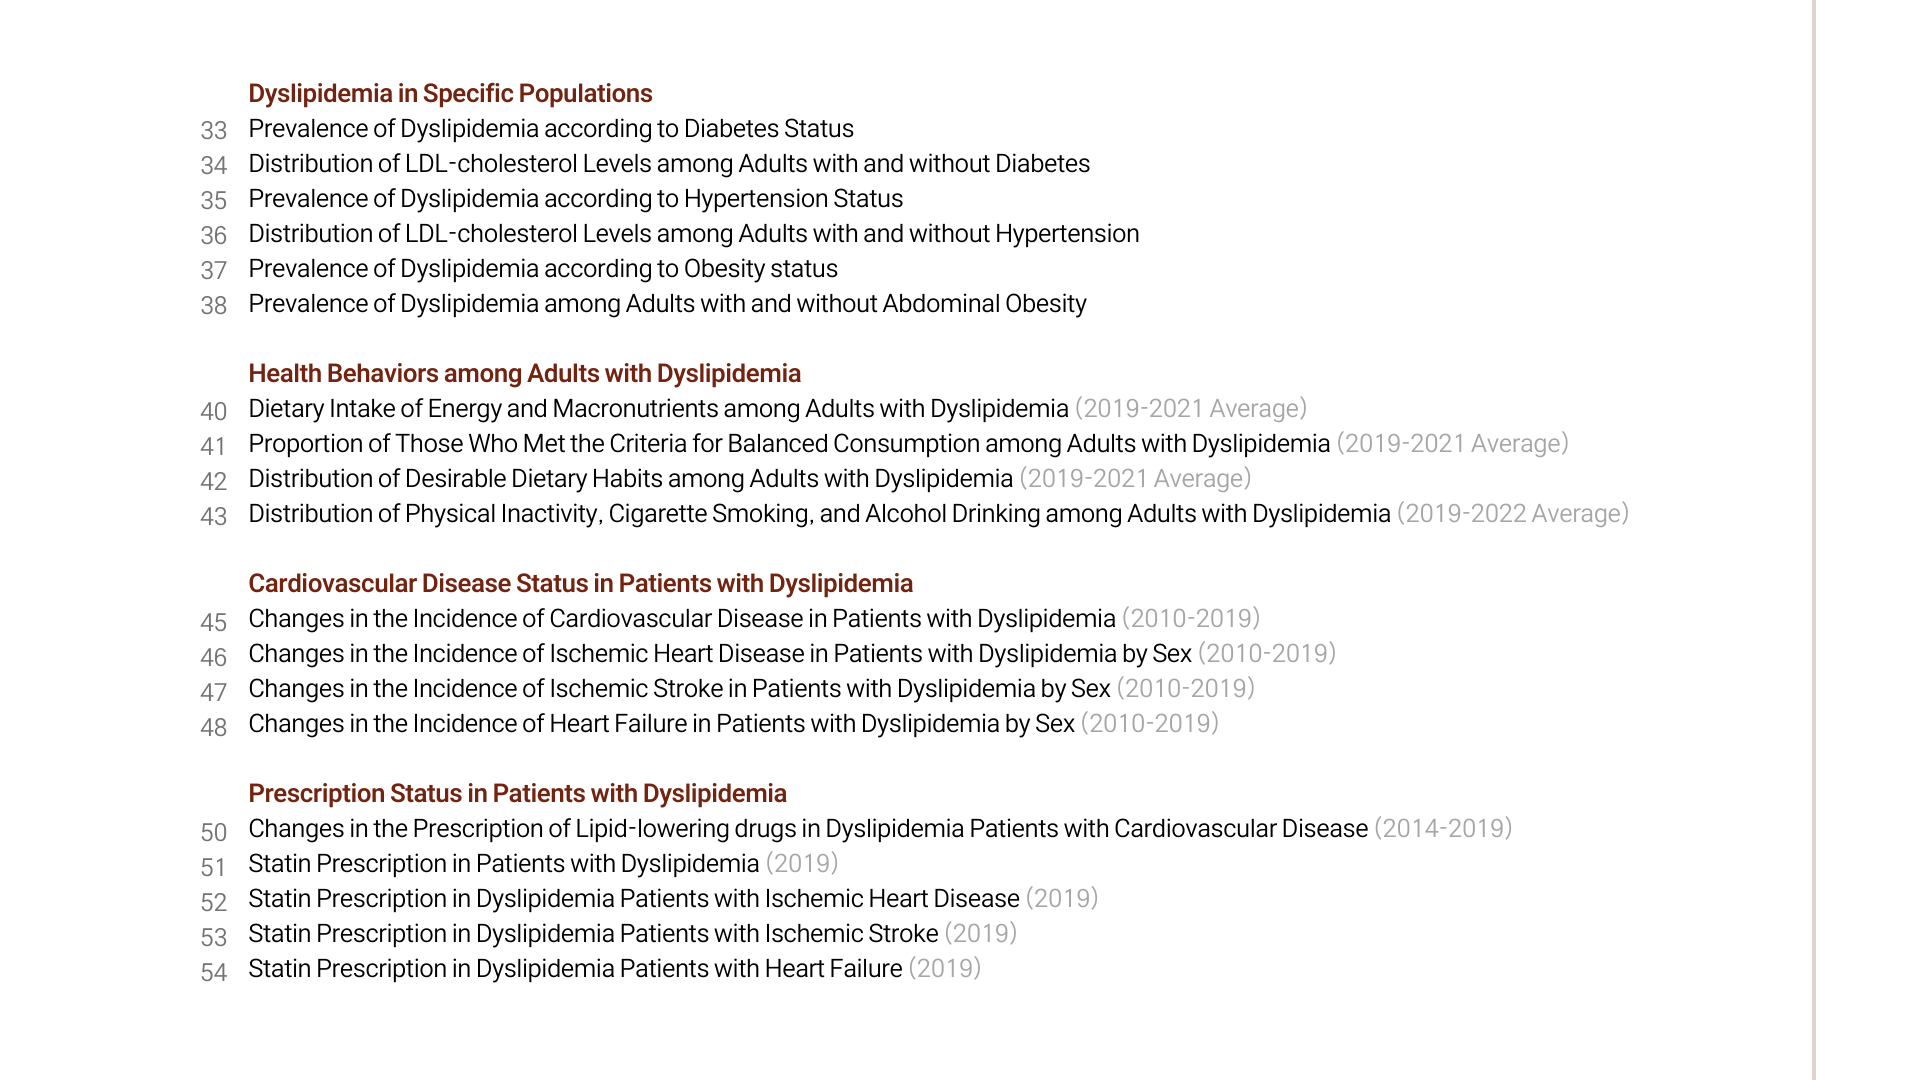 Dyslipidemia in Specific Populations
33 Prevalence of Dyslipidemia according to Diabetes Status
34 Distribution of LDL-cholesterol Levels among Adults with and without Diabetes
35 Prevalence of Dyslipidemia according to Hypertension Status
36 Distribution of LDL-cholesterol Levels among Adults with and without Hypertension
37 Prevalence of Dyslipidemia according to Obesity status
38 Prevalence of Dyslipidemia among Adults with and without Abdominal Obesity
Health Behaviors among Adults with Dyslipidemia
40 Dietary Intake of Energy and Macronutrients among Adults with Dyslipidemia (2019-2021 Average)
41 Proportion of Those Who Met the Criteria for Balanced Consumption among Adults with Dyslipidemia (2019-2021 Average)
42 Distribution of Desirable Dietary Habits among Adults with Dyslipidemia (2019-2021 Average)
43 Distribution of Physical Inactivity, Cigarette Smoking, and Alcohol Drinking among Adults with Dyslipidemia (2019-2022 Average)
Cardiovascular Disease Status in Patients with Dyslipidemia
45 Changes in the Incidence of Cardiovascular Disease in Patients with Dyslipidemia (2010-2019)
46 Changes in the Incidence of Ischemic Heart Disease in Patients with Dyslipidemia by Sex (2010-2019)
47 Changes in the Incidence of Ischemic Stroke in Patients with Dyslipidemia by Sex (2010-2019)
48 Changes in the Incidence of Heart Failure in Patients with Dyslipidemia by Sex (2010-2019)
Prescription Status in Patients with Dyslipidemia
50 Changes in the Prescription of Lipid-lowering drugs in Dyslipidemia Patients with Cardiovascular Disease (2014-2019)
51 Statin Prescription in Patients with Dyslipidemia (2019)
52 Statin Prescription in Dyslipidemia Patients with Ischemic Heart Disease (2019)
53 Statin Prescription in Dyslipidemia Patients with Ischemic Stroke (2019)
54 Statin Prescription in Dyslipidemia Patients with Heart Failure (2019)